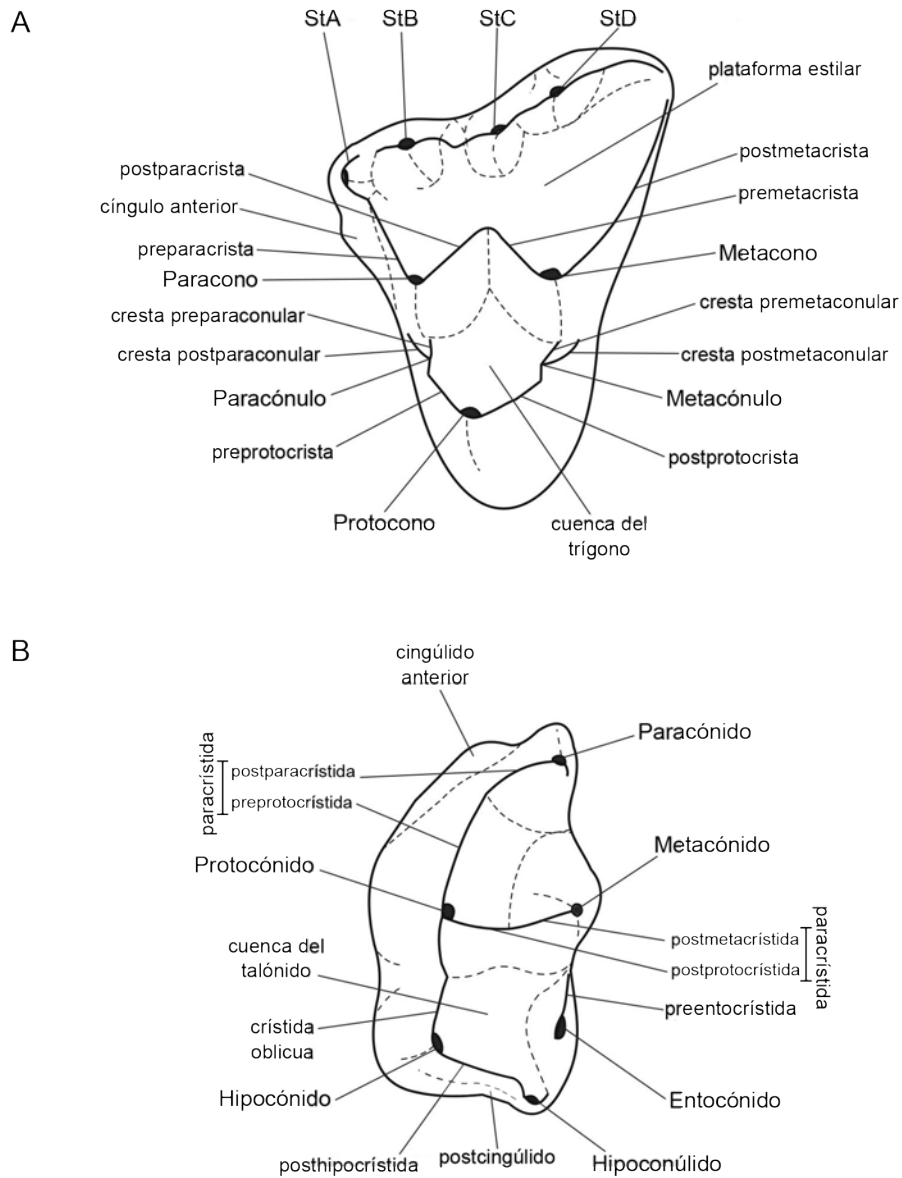 A
StA
StB
StC
StD
plataforma estilar
postparacrista
postmetacrista
cíngulo anterior
premetacrista
preparacrista
Metacono
Paracono
cresta premetaconular
cresta preparaconular
cresta postparaconular
cresta postmetaconular
Paracónulo
Metacónulo
preprotocrista
postprotocrista
Protocono
cuenca del
trígono
B
cingúlido
anterior
Paracónido
paracrístida
postparacrístida
preprotocrístida
Metacónido
Protocónido
postmetacrístida
postprotocrístida
paracrístida
cuenca del
talónido
preentocrístida
crístida
oblicua
Hipocónido
Entocónido
posthipocrístida
postcingúlido
Hipoconúlido